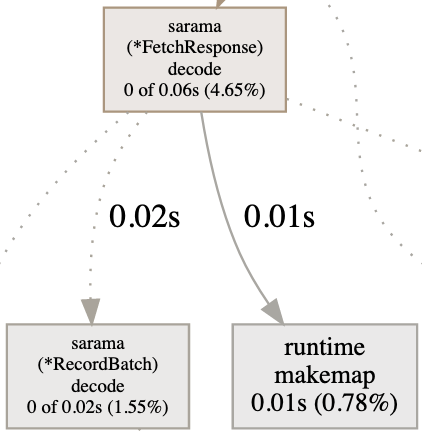 sarama
(*FetchResponse)
decode
0 of 0.06s (4.65%)
0.02s
0.01s
sarama
(*RecordBatch)
decode
0 of 0.02s (1.55%)
runtime
makemap
0.01s (0.78%)